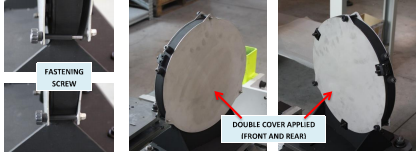 FASTENING
SCREW
DOUBLE COVER APPLIED
(FRONT AND REAR)